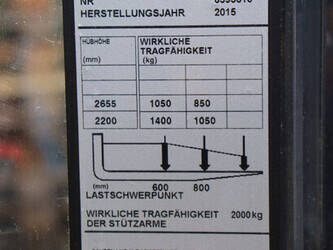 NR
HERSTELLUNGSJAHR 2015
HÜBHÖHE WIRKLICHE
TRAGFÄHIGKEIT
(mm) (kg)
2655 1050 850
2200 1400 1050
(mm) 600 800
LASTSCHWERPUNKT
WIRKLICHE TRAGFÄHIGKEIT 2000kg
DER STÜTZARME